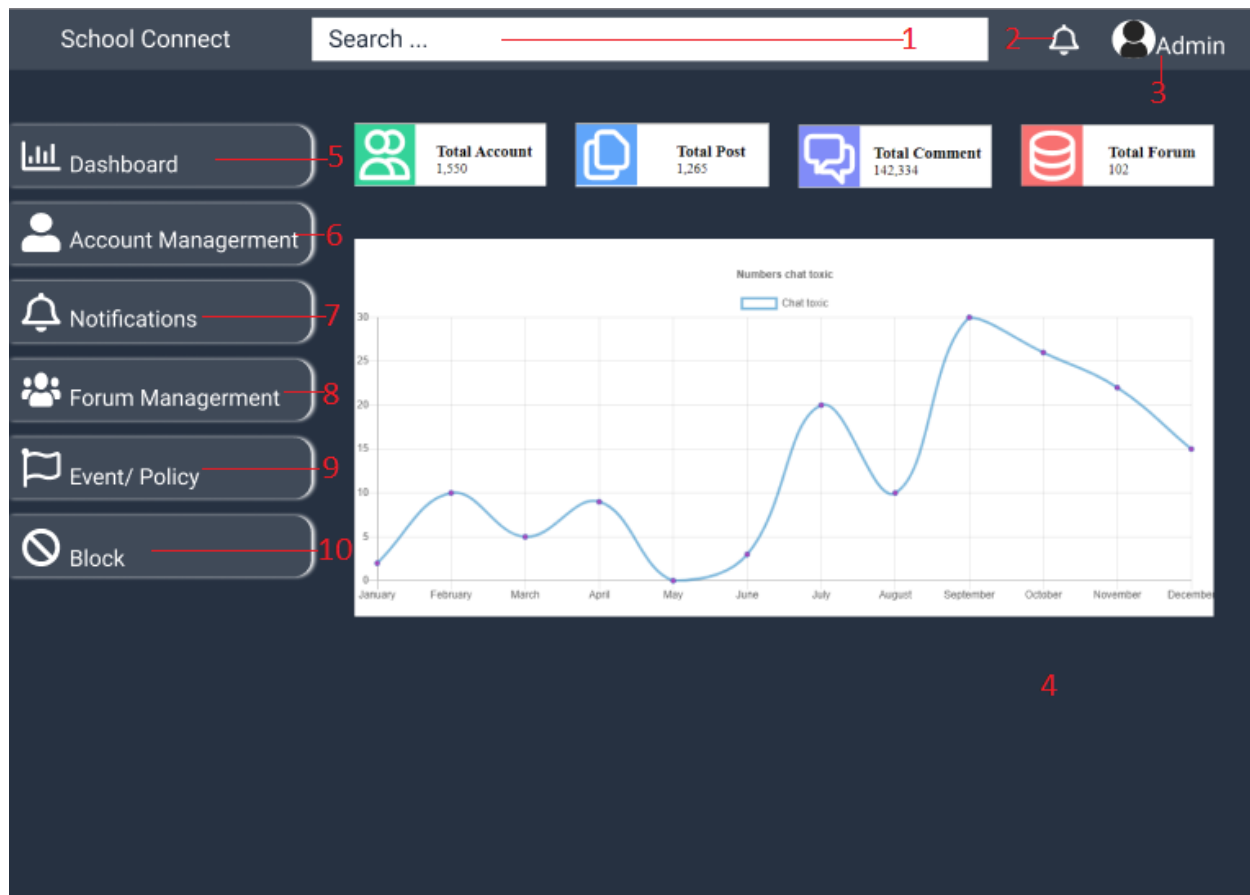 School Connect
Search ...
1
2
Admin
3
Dashboard
5
Account Managerment
6
Notifications
7
Forum Managerment
8
Event/ Policy
9
Block
10
Total Account
1,550
Total Post
1,265
Total Comment
142,334
Total Forum
102
Numbers chat toxic
Chat toxic
30
25
20
15
10
5
0
January February March April May June July August September October November December
4